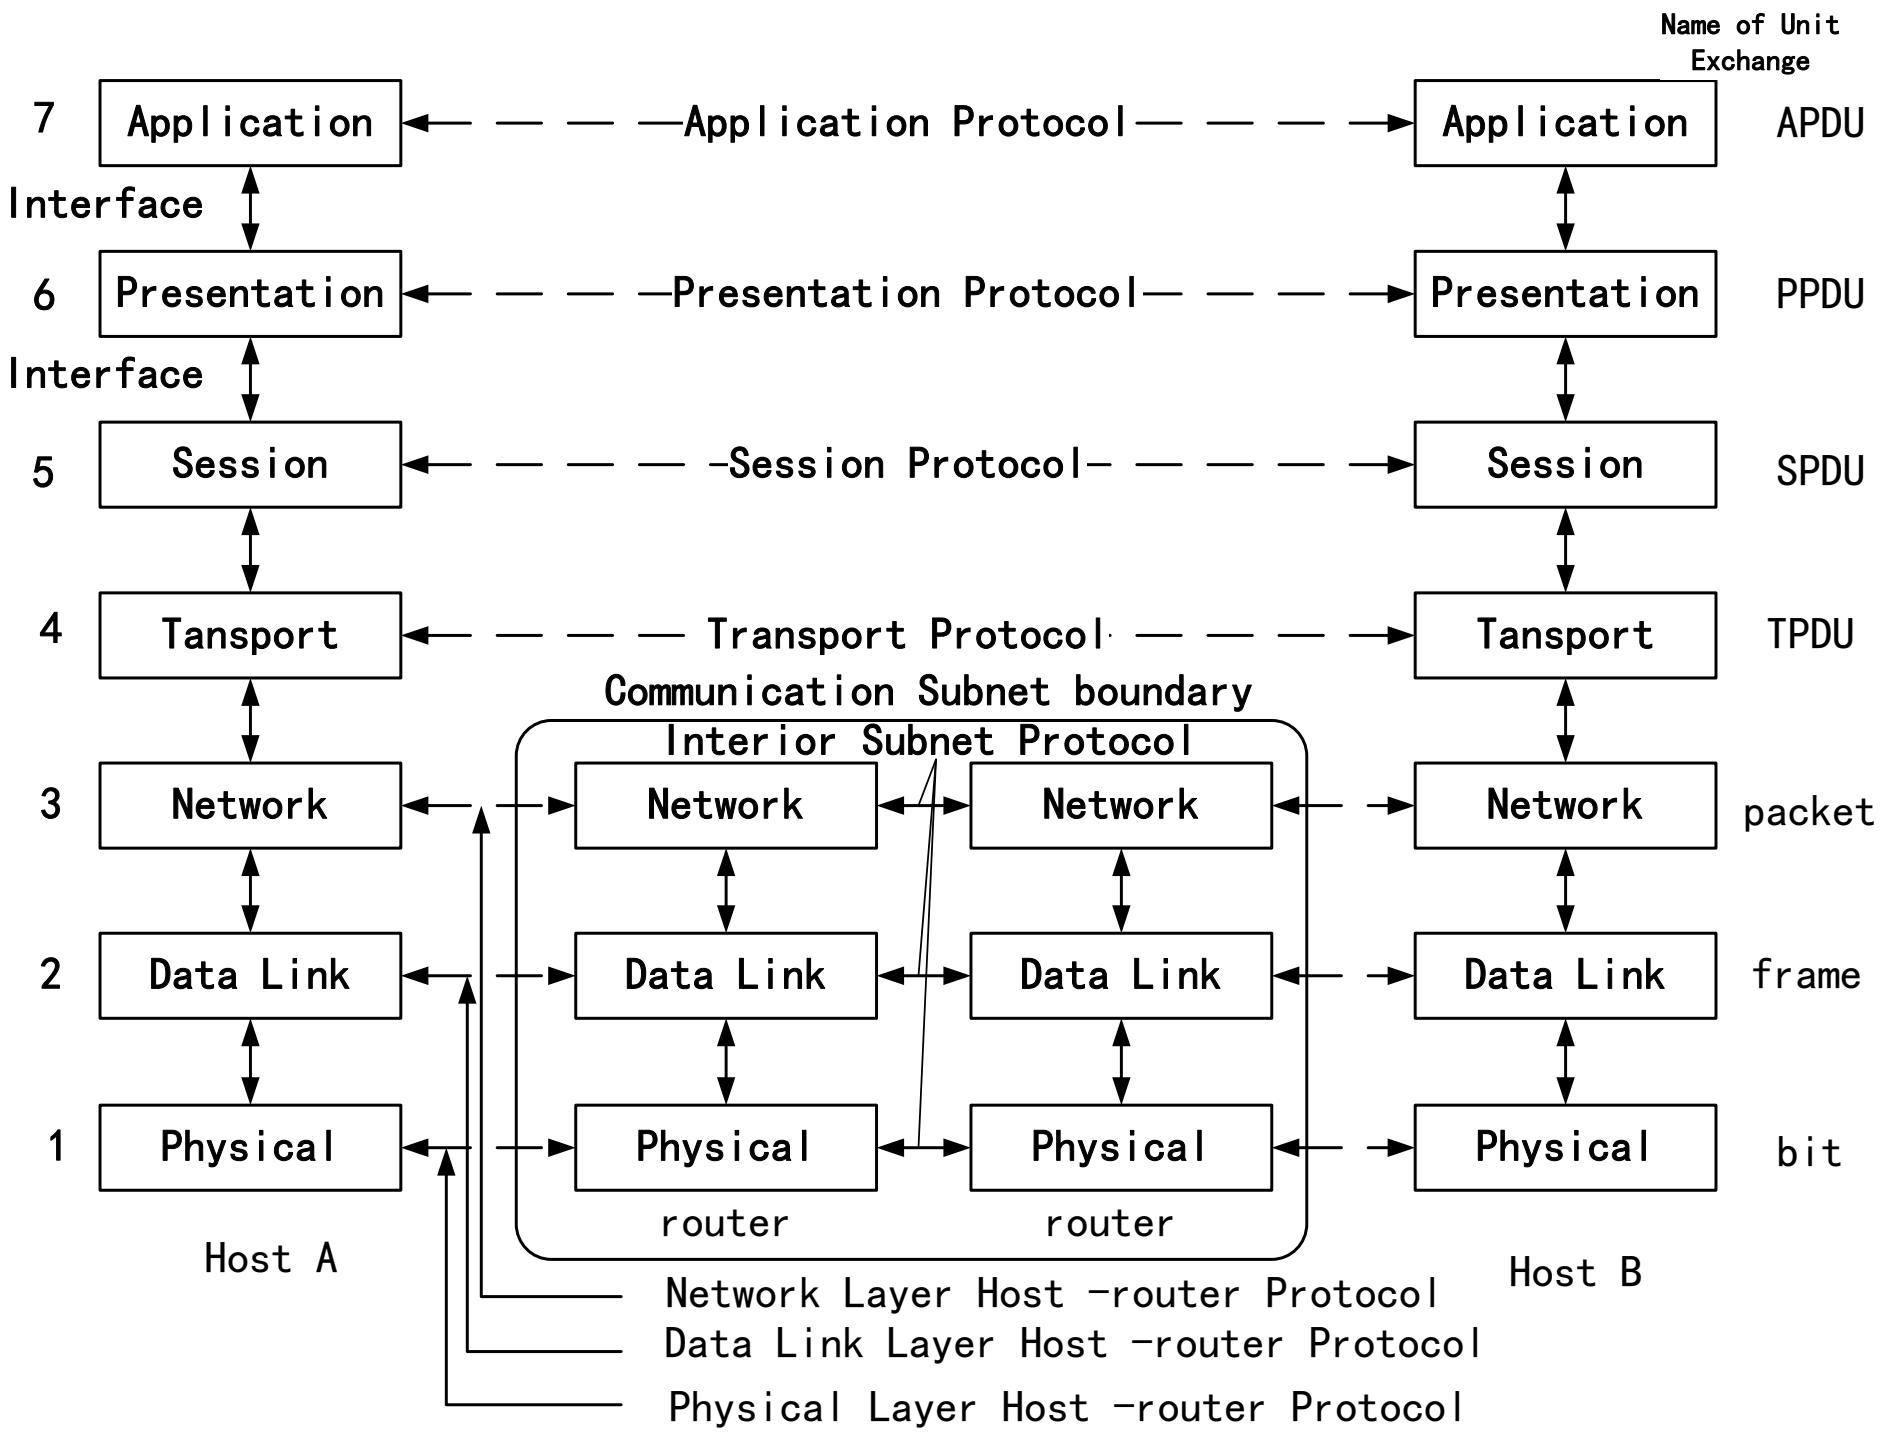 Name of Unit
Exchange
7 Application Application Protocol Application APDU
Interface
6 Presentation Presentation Protocol Presentation PPDU
Interface
5 Session Session Protocol Session SPDU
4 Tansport Transport Protocol Tansport TPDU
Communication Subnet boundary
Interior Subnet Protocol
3 Network Network Network Network packet
2 Data Link Data Link Data Link Data Link frame
1 Physical Physical Physical Physical bit
router router
Host A Host B
Network Layer Host -router Protocol
Data Link Layer Host -router Protocol
Physical Layer Host -router Protocol